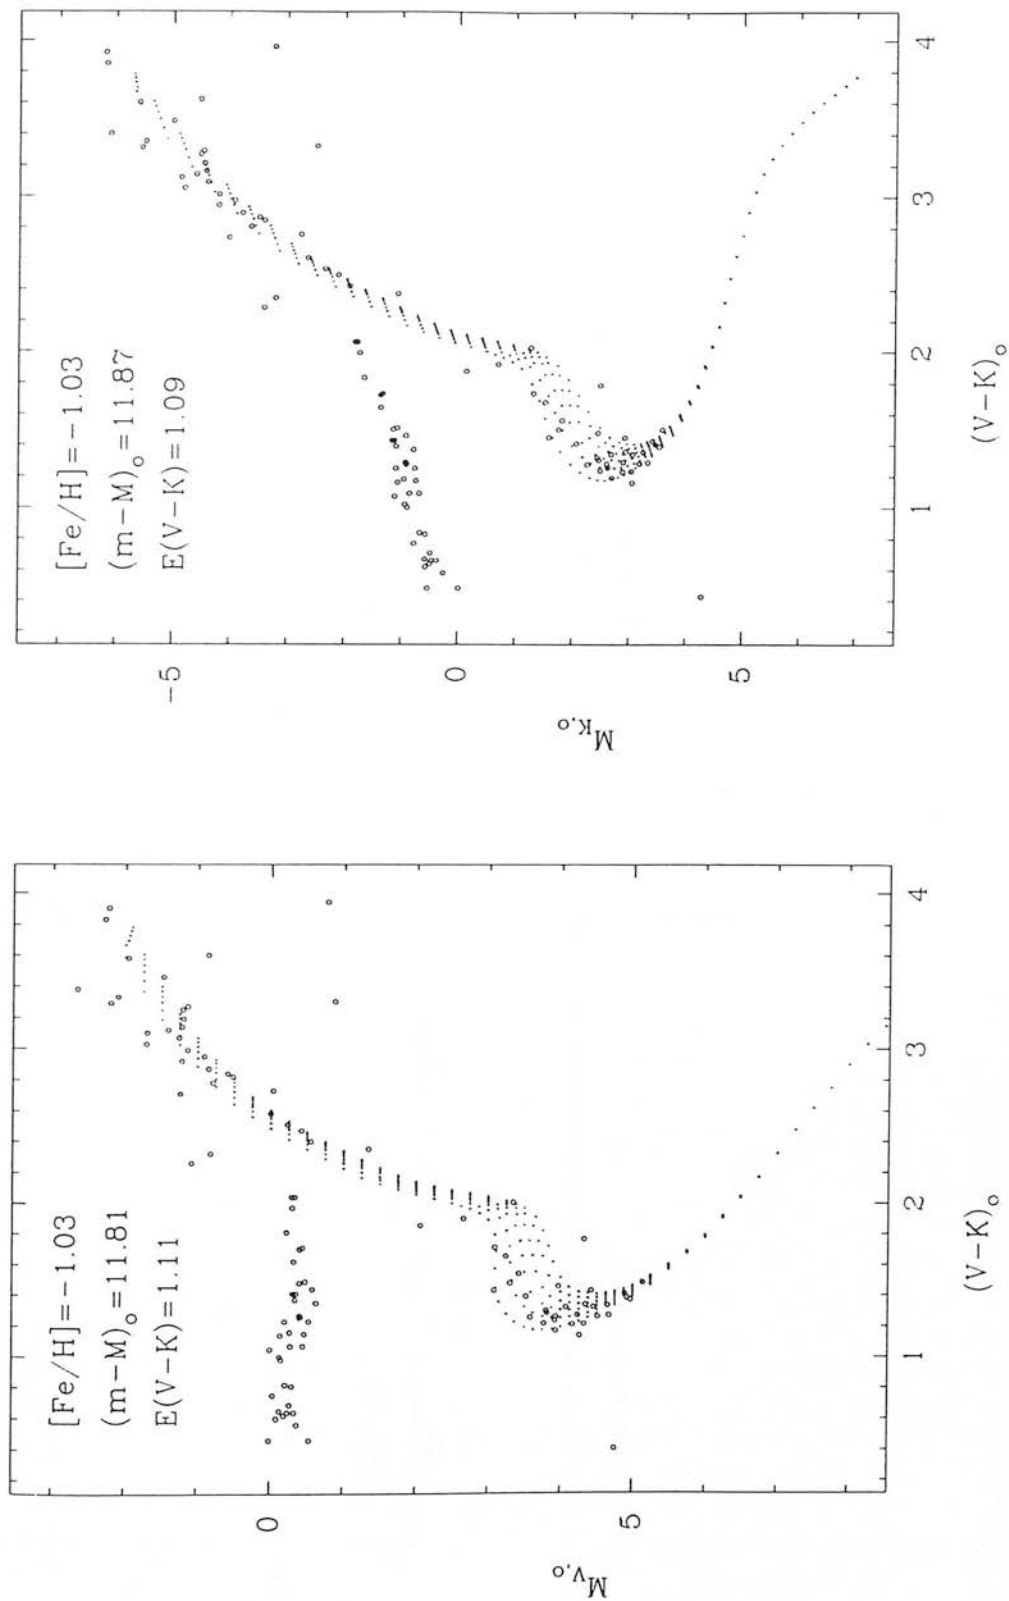 [Fe/H]=−1.03
(m−M)o=11.81
E(V−K)=1.11
0
5
MV,o
1
2
3
4
(V−K)o
[Fe/H]=−1.03
(m−M)o=11.87
E(V−K)=1.09
−5
0
5
MK,o
1
2
3
4
(V−K)o